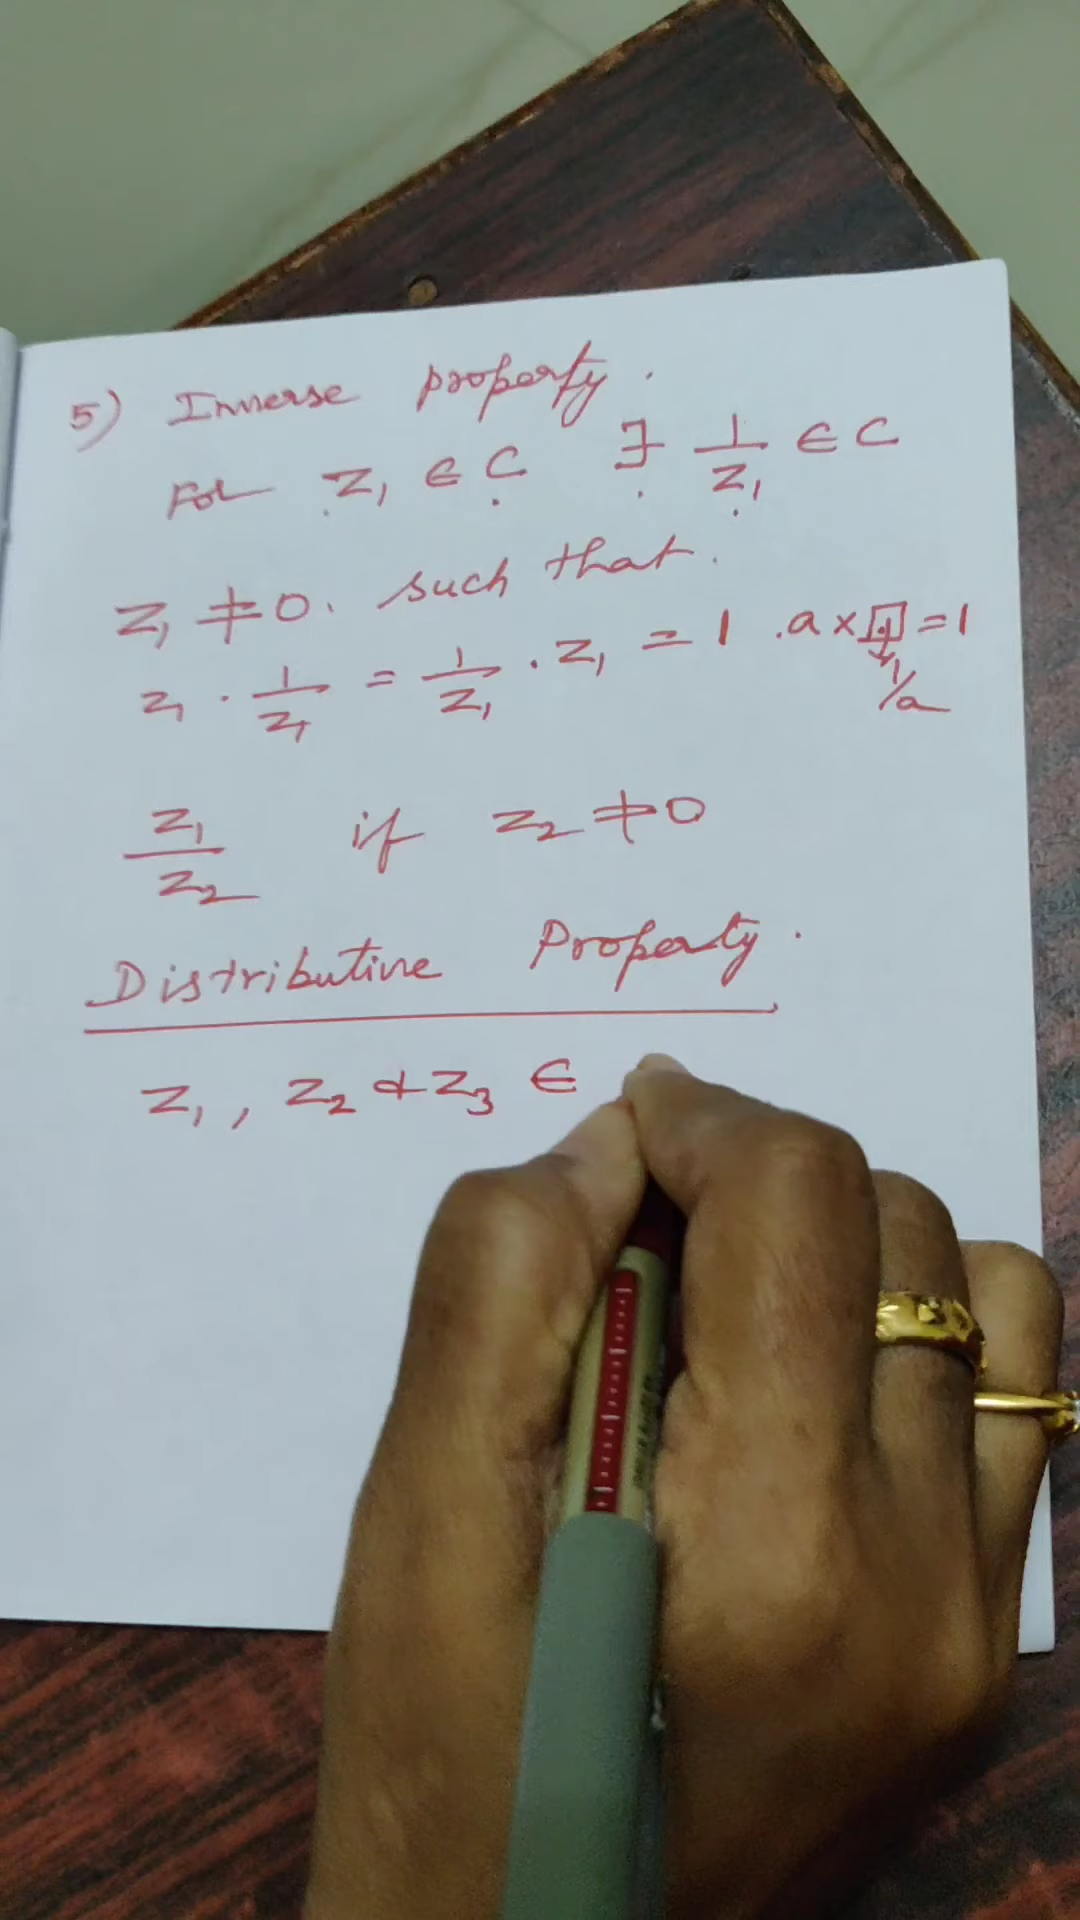 5) Inverse property.
For z₁ ∈ C ∃ 1/z₁ ∈ C
z₁ ≠ 0. such that.
z₁ · 1/z₁ = 1/z₁ · z₁ = 1 .a × = 1
1/a
z₁/z₂ if z₂ ≠ 0
Distributive Property.
z₁, z₂ & z₃ ∈